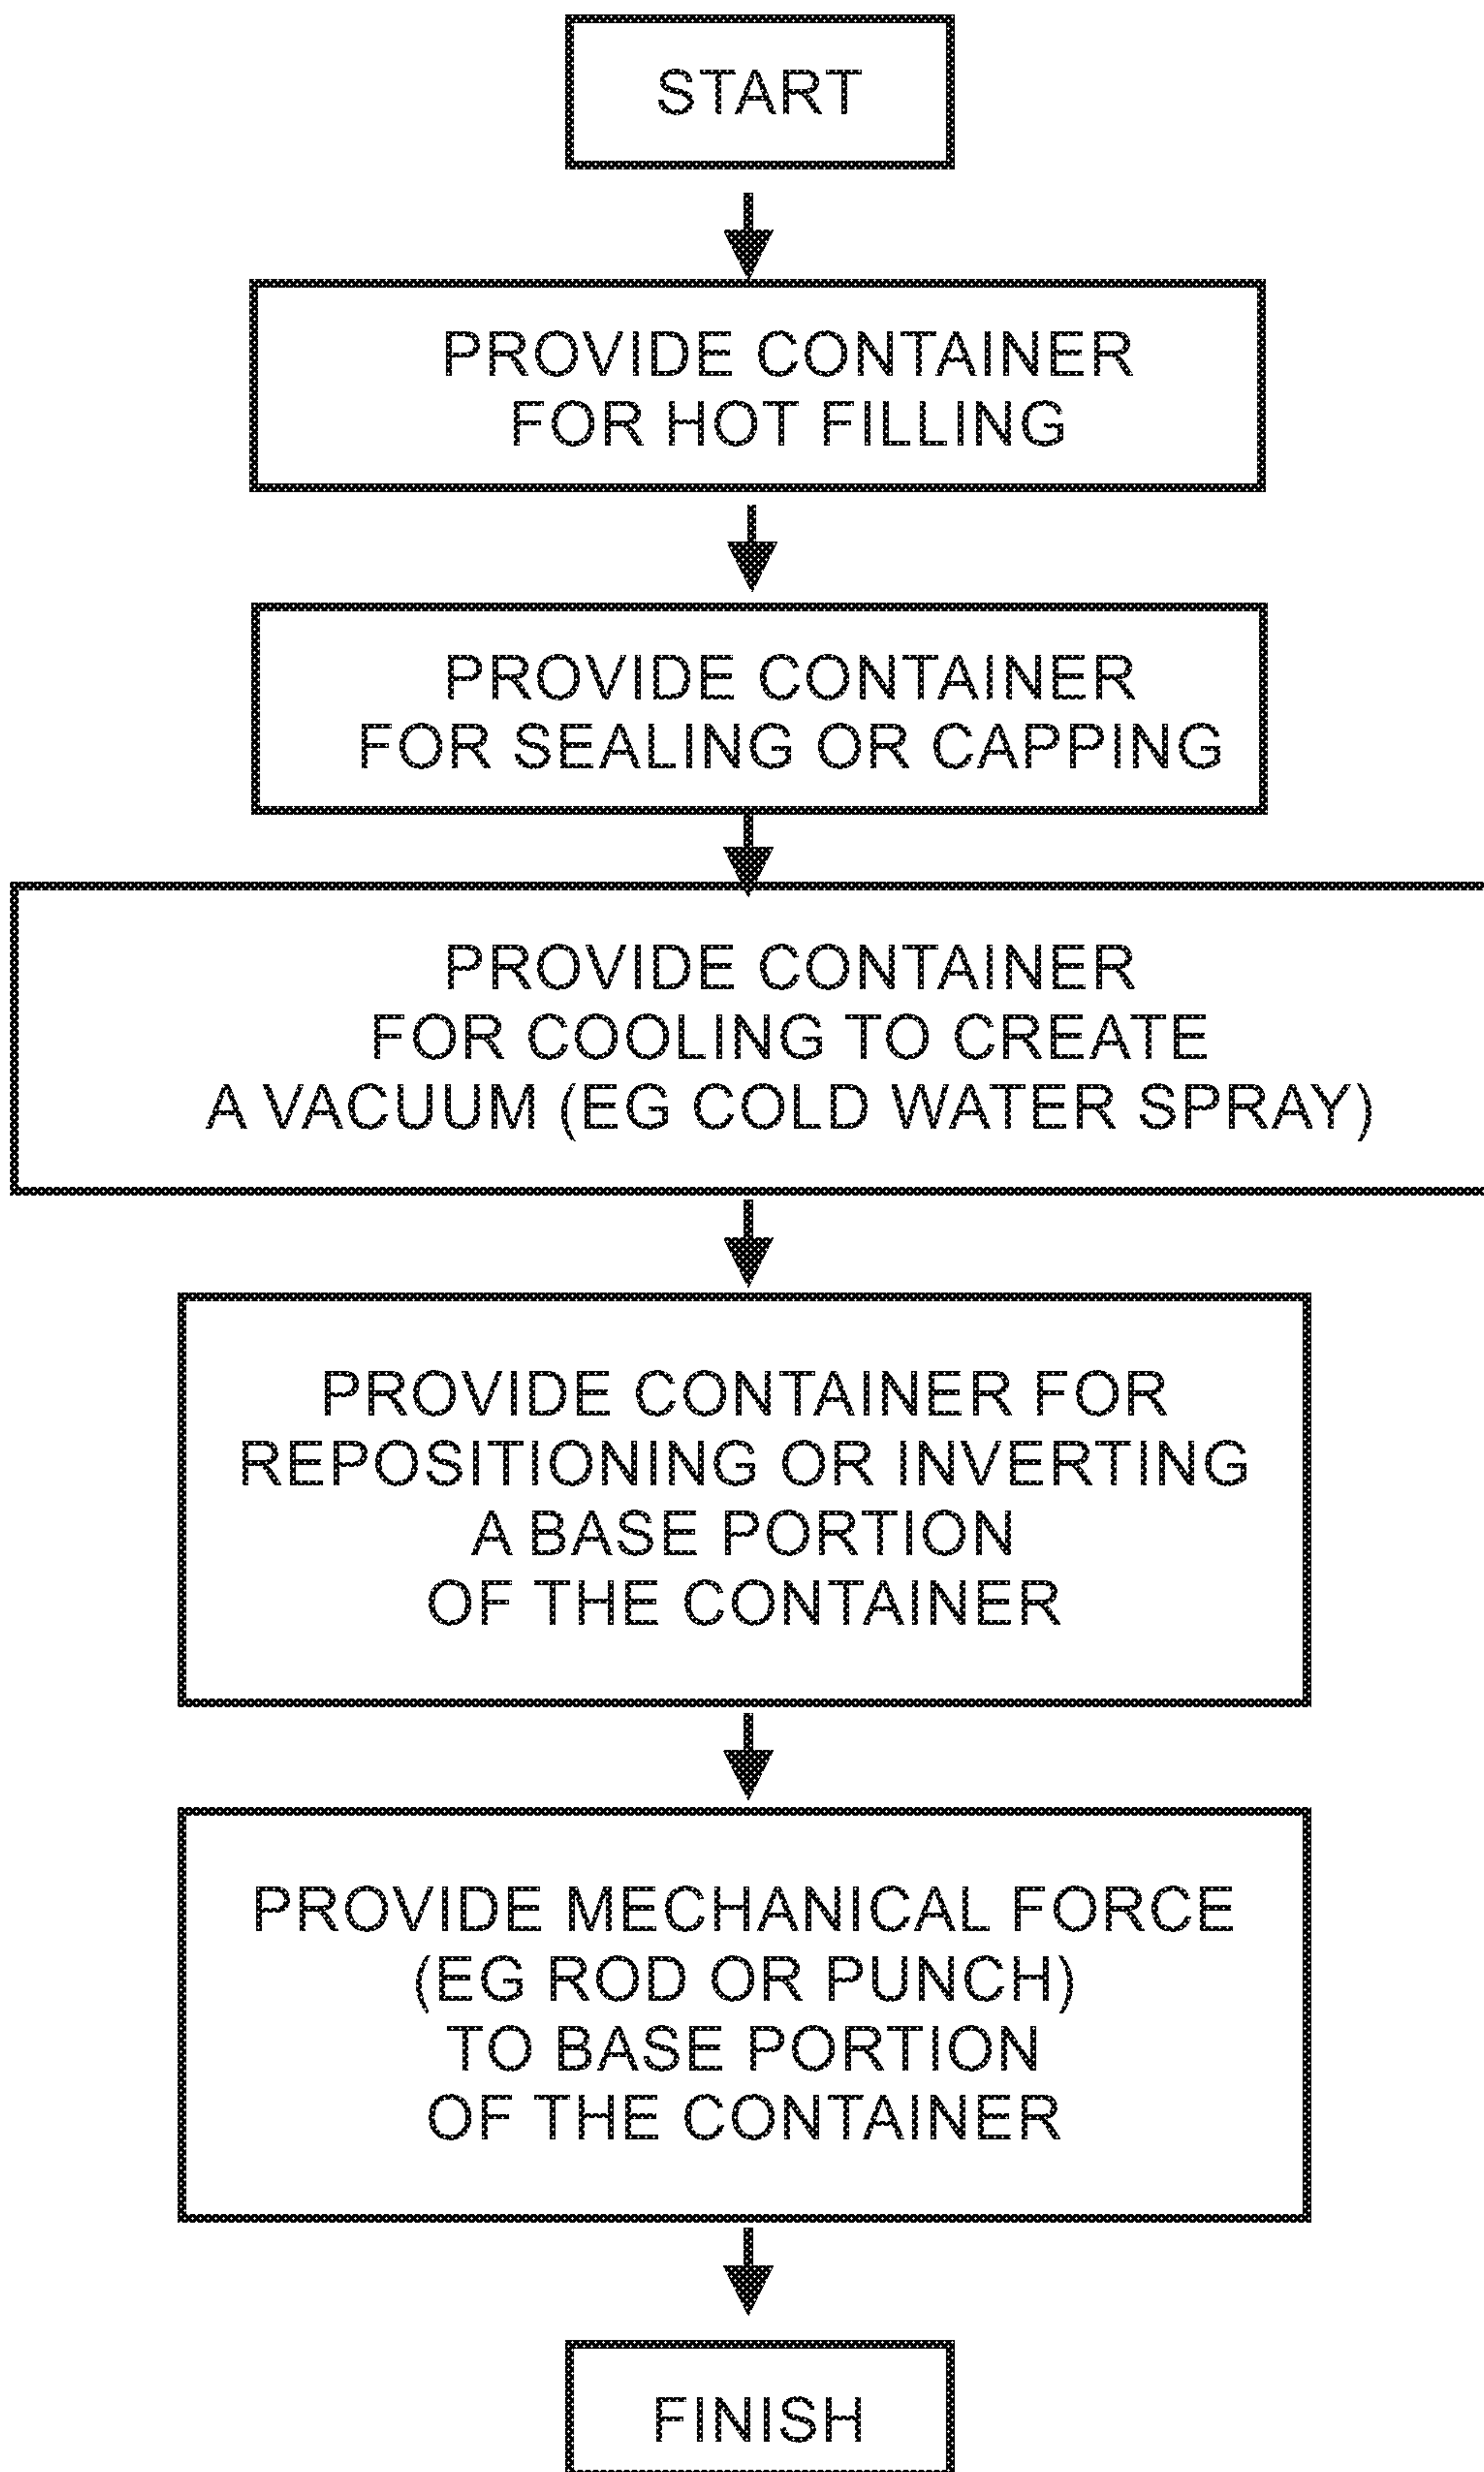 START
PROVIDE CONTAINER
FOR HOT FILLING
PROVIDE CONTAINER
FOR SEALING OR CAPPING
PROVIDE CONTAINER
FOR COOLING TO CREATE
A VACUUM (EG COLD WATER SPRAY)
PROVIDE CONTAINER FOR
REPOSITIONING OR INVERTING
A BASE PORTION
OF THE CONTAINER
PROVIDE MECHANICAL FORCE
(EG ROD OR PUNCH)
TO BASE PORTION
OF THE CONTAINER
FINISH